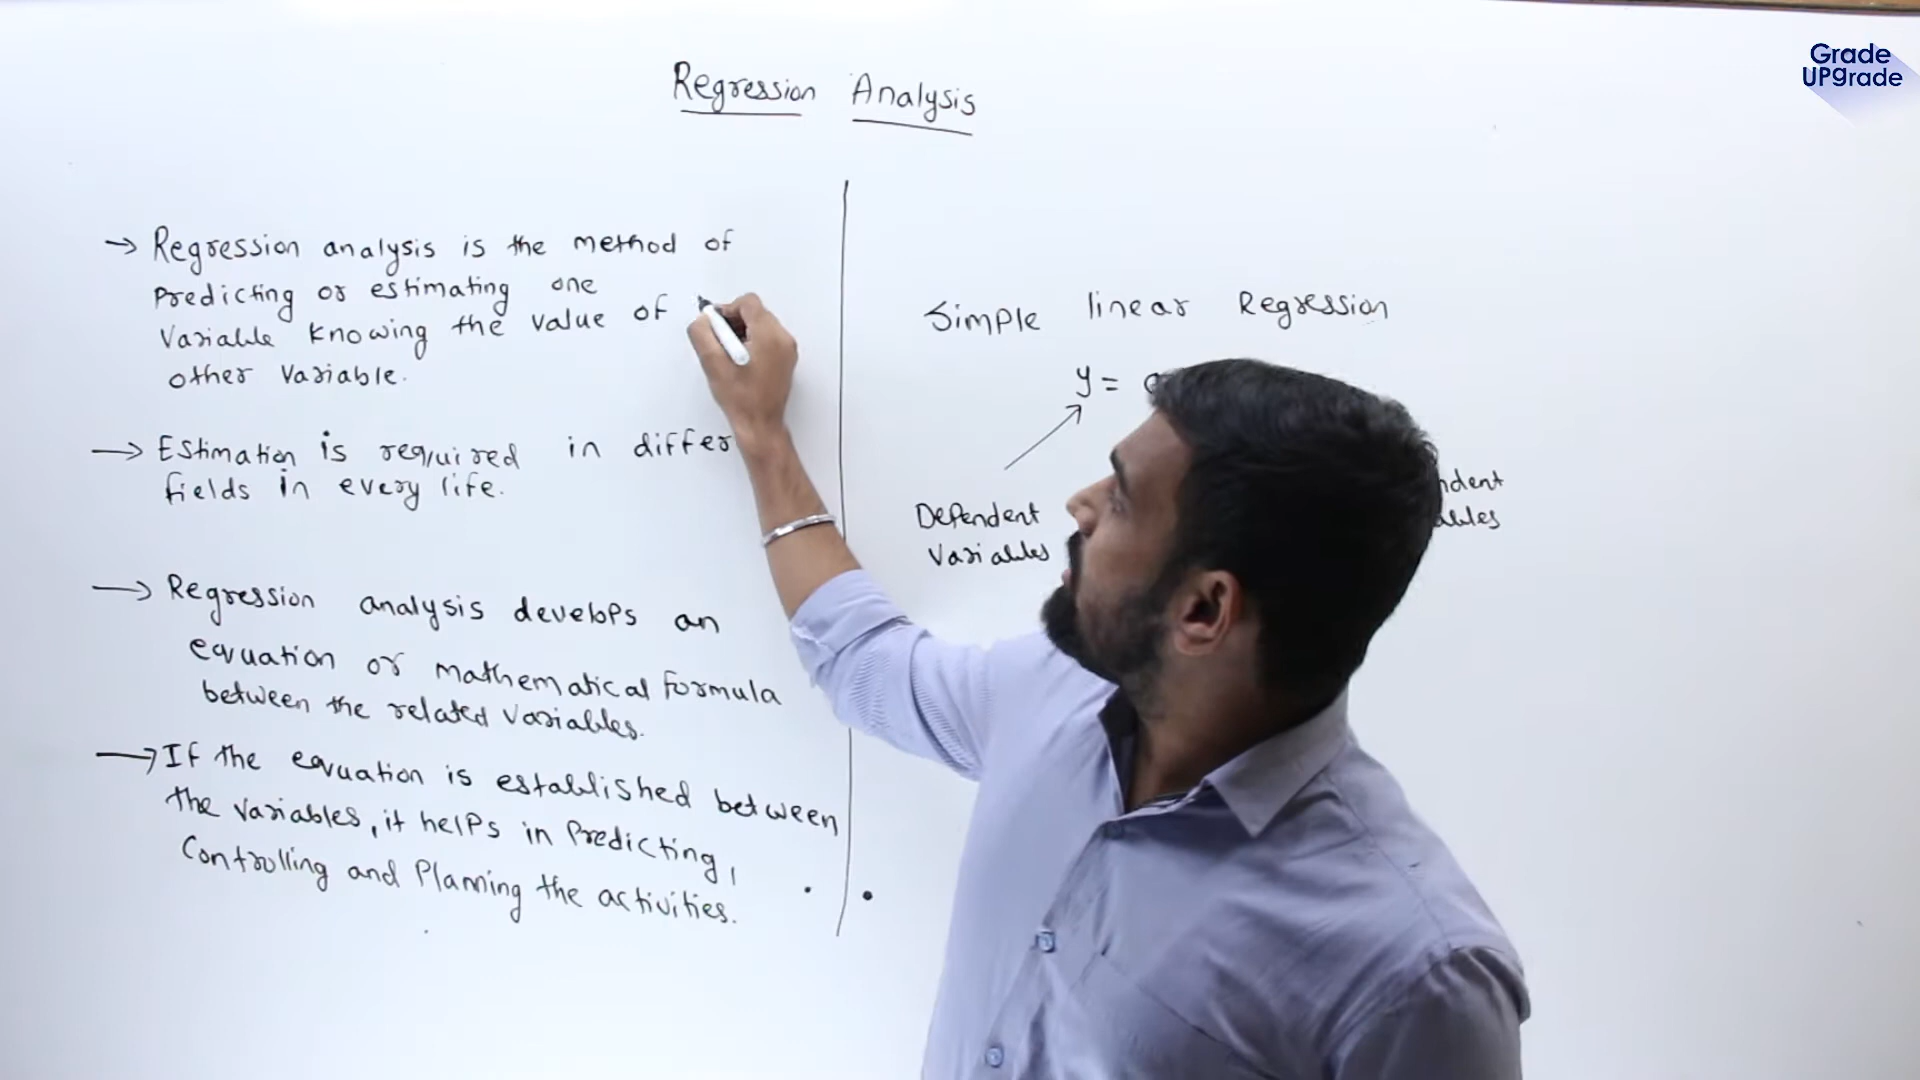 Grade
UPgrade
Regression Analysis
→ Regression analysis is the method of
Predicting or estimating one
Variable Knowing the value of
other Variable.
→ Estimation is required in differ
fields in every life.
→ Regression analysis develops an
equation or mathematical formula
between the related Variables.
→ If the equation is established between
the Variables, it helps in Predicting,
Controlling and Planning the activities.
Simple linear Regression
y =
Dependent
Variables
ndent
ables